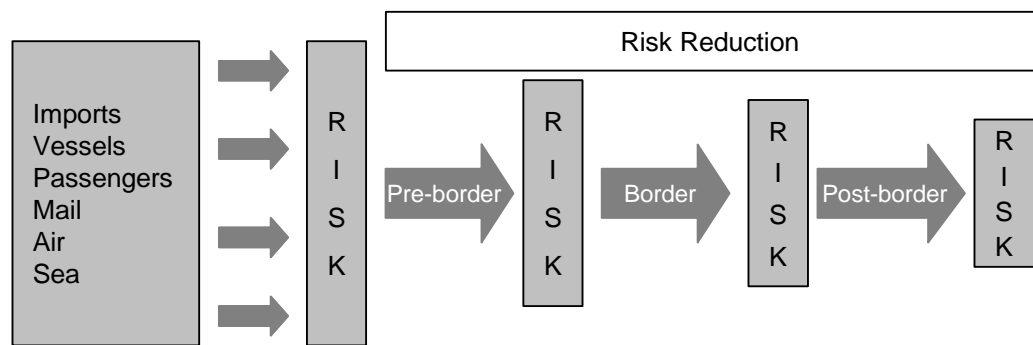 Risk Reduction
Imports
Vessels
Passengers
Mail
Air
Sea
R
I
S
K
Pre-border
R
I
S
K
Border
R
I
S
K
Post-border
R
I
S
K